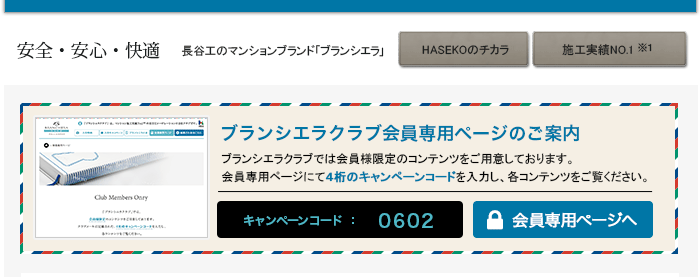 安全・安心・快適
長谷工のマンションブランド「ブランシエラ」
HASEKOのチカラ
施工実績NO.1 ※1
ブランシエラクラブ会員専用ページのご案内
ブランシエラクラブでは会員様限定のコンテンツをご用意しております。
会員専用ページにて4桁のキャンペーンコードを入力し、各コンテンツをご覧ください。
Club Members Onry
キャンペーンコード ： 0602
会員専用ページへ